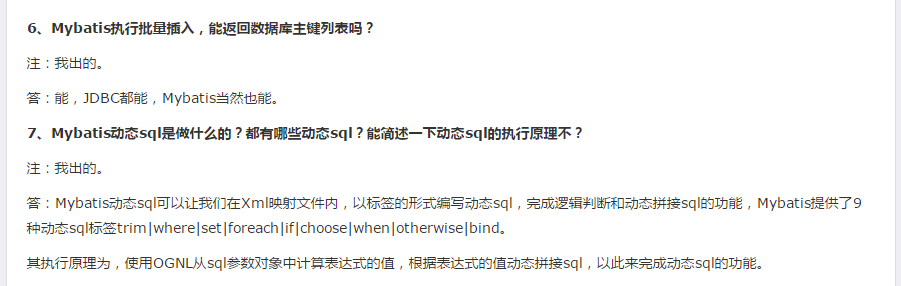 6、Mybatis执行批量插入，能返回数据库主键列表吗？
注：我出的。
答：能，JDBC都能，Mybatis当然也能。
7、Mybatis动态sql是做什么的？都有哪些动态sql？能简述一下动态sql的执行原理不？
注：我出的。
答：Mybatis动态sql可以让我们在Xml映射文件内，以标签的形式编写动态sql，完成逻辑判断和动态拼接sql的功能，Mybatis提供了9
种动态sql标签trim|where|set|foreach|if|choose|when|otherwise|bind。
其执行原理为，使用OGNL从sql参数对象中计算表达式的值，根据表达式的值动态拼接sql，以此来完成动态sql的功能。